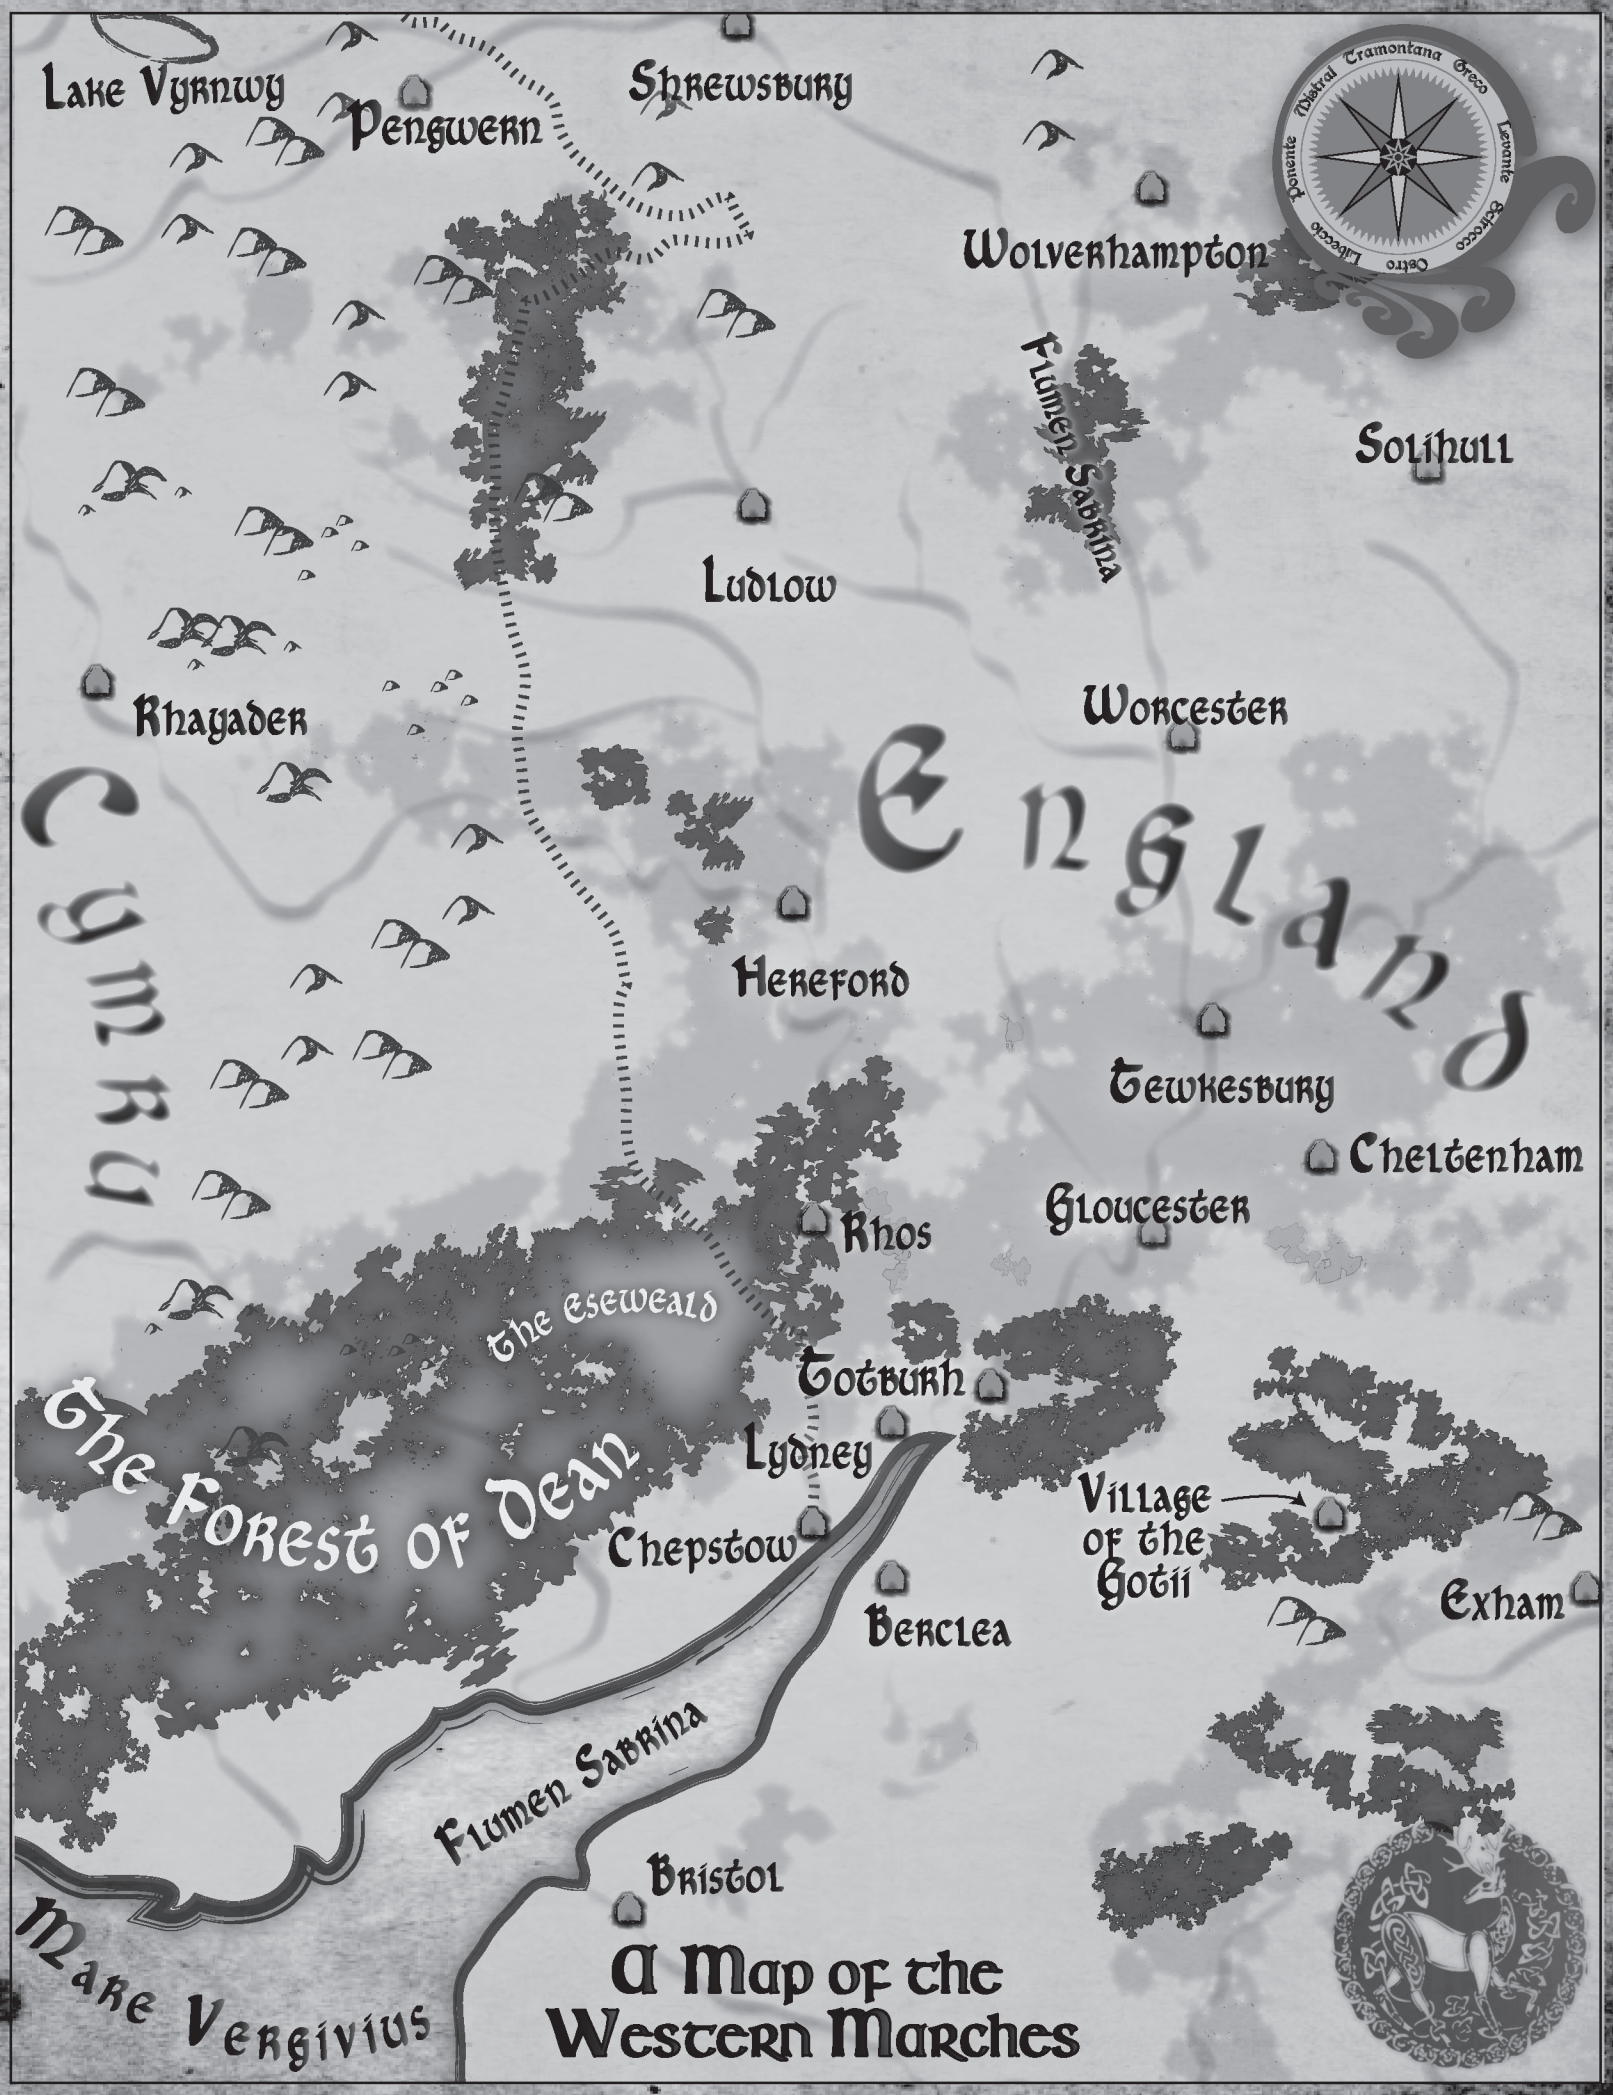 Lake Vyrnwy
Pengwern
Shrewsbury
Tramontana
Greco
Levante
Scirocco
Ostro
Libeccio
Ponente
Mistral
Wolverhampton
Flumen Sabrina
Solihull
Ludlow
Rhayader
Worcester
England
Cymru
Hereford
Tewkesbury
Cheltenham
Gloucester
Rhos
The Eseweald
Totburh
The Forest of Dean
Lydney
Chepstow
Village
of the
Gotii
Exham
Berclea
Flumen Sabrina
Bristol
Mare Vergivius
A Map of the
Western Marches